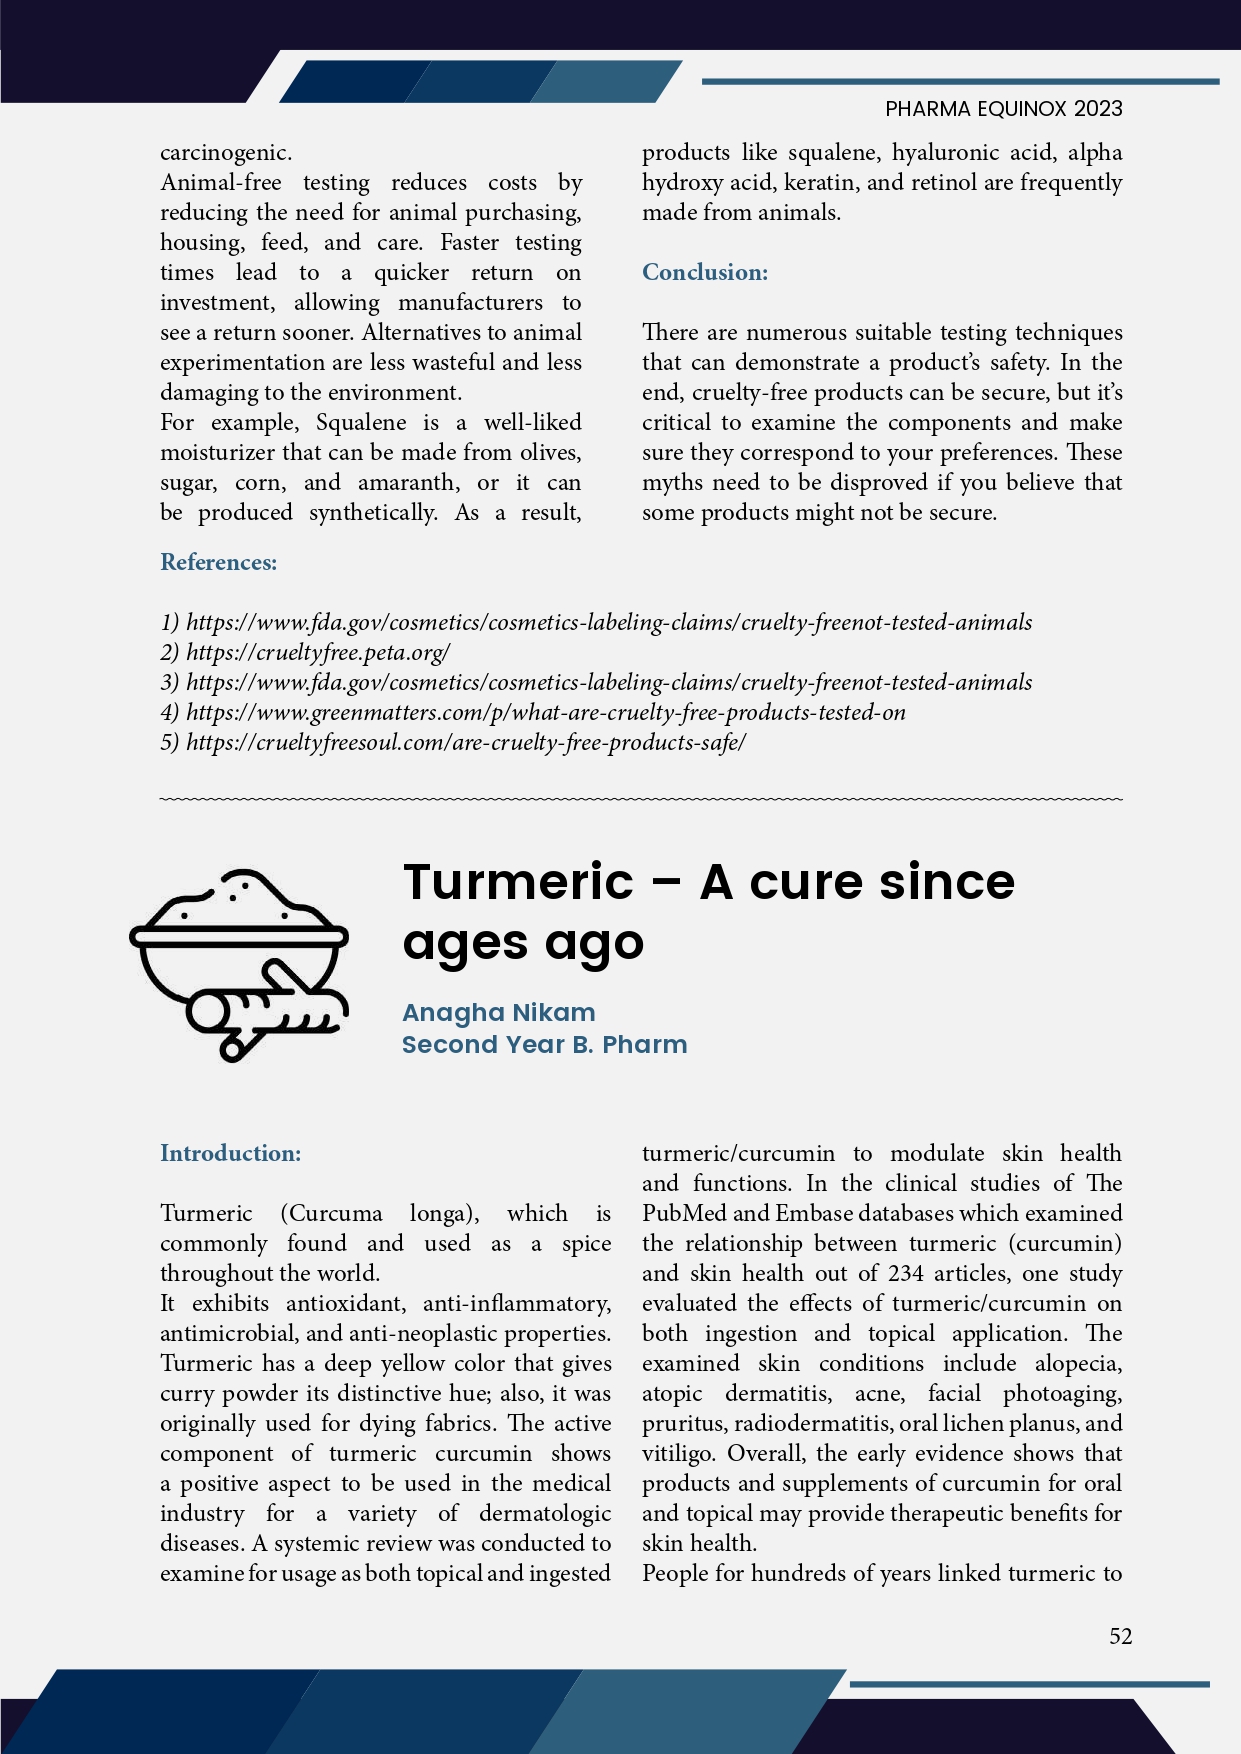 PHARMA EQUINOX 2023
carcinogenic.
Animal-free testing reduces costs by
reducing the need for animal purchasing,
housing, feed, and care. Faster testing
times lead to a quicker return on
investment, allowing manufacturers to
see a return sooner. Alternatives to animal
experimentation are less wasteful and less
damaging to the environment.
For example, Squalene is a well-liked
moisturizer that can be made from olives,
sugar, corn, and amaranth, or it can
be produced synthetically. As a result,
products like squalene, hyaluronic acid, alpha
hydroxy acid, keratin, and retinol are frequently
made from animals.
Conclusion:
There are numerous suitable testing techniques
that can demonstrate a product’s safety. In the
end, cruelty-free products can be secure, but it’s
critical to examine the components and make
sure they correspond to your preferences. These
myths need to be disproved if you believe that
some products might not be secure.
References:
1) https://www.fda.gov/cosmetics/cosmetics-labeling-claims/cruelty-freenot-tested-animals
2) https://crueltyfree.peta.org/
3) https://www.fda.gov/cosmetics/cosmetics-labeling-claims/cruelty-freenot-tested-animals
4) https://www.greenmatters.com/p/what-are-cruelty-free-products-tested-on
5) https://crueltyfreesoul.com/are-cruelty-free-products-safe/
Turmeric – A cure since
ages ago
Anagha Nikam
Second Year B. Pharm
Introduction:
Turmeric (Curcuma longa), which is
commonly found and used as a spice
throughout the world.
It exhibits antioxidant, anti-inflammatory,
antimicrobial, and anti-neoplastic properties.
Turmeric has a deep yellow color that gives
curry powder its distinctive hue; also, it was
originally used for dying fabrics. The active
component of turmeric curcumin shows
a positive aspect to be used in the medical
industry for a variety of dermatologic
diseases. A systemic review was conducted to
examine for usage as both topical and ingested
turmeric/curcumin to modulate skin health
and functions. In the clinical studies of The
PubMed and Embase databases which examined
the relationship between turmeric (curcumin)
and skin health out of 234 articles, one study
evaluated the effects of turmeric/curcumin on
both ingestion and topical application. The
examined skin conditions include alopecia,
atopic dermatitis, acne, facial photoaging,
pruritus, radiodermatitis, oral lichen planus, and
vitiligo. Overall, the early evidence shows that
products and supplements of curcumin for oral
and topical may provide therapeutic benefits for
skin health.
People for hundreds of years linked turmeric to
52